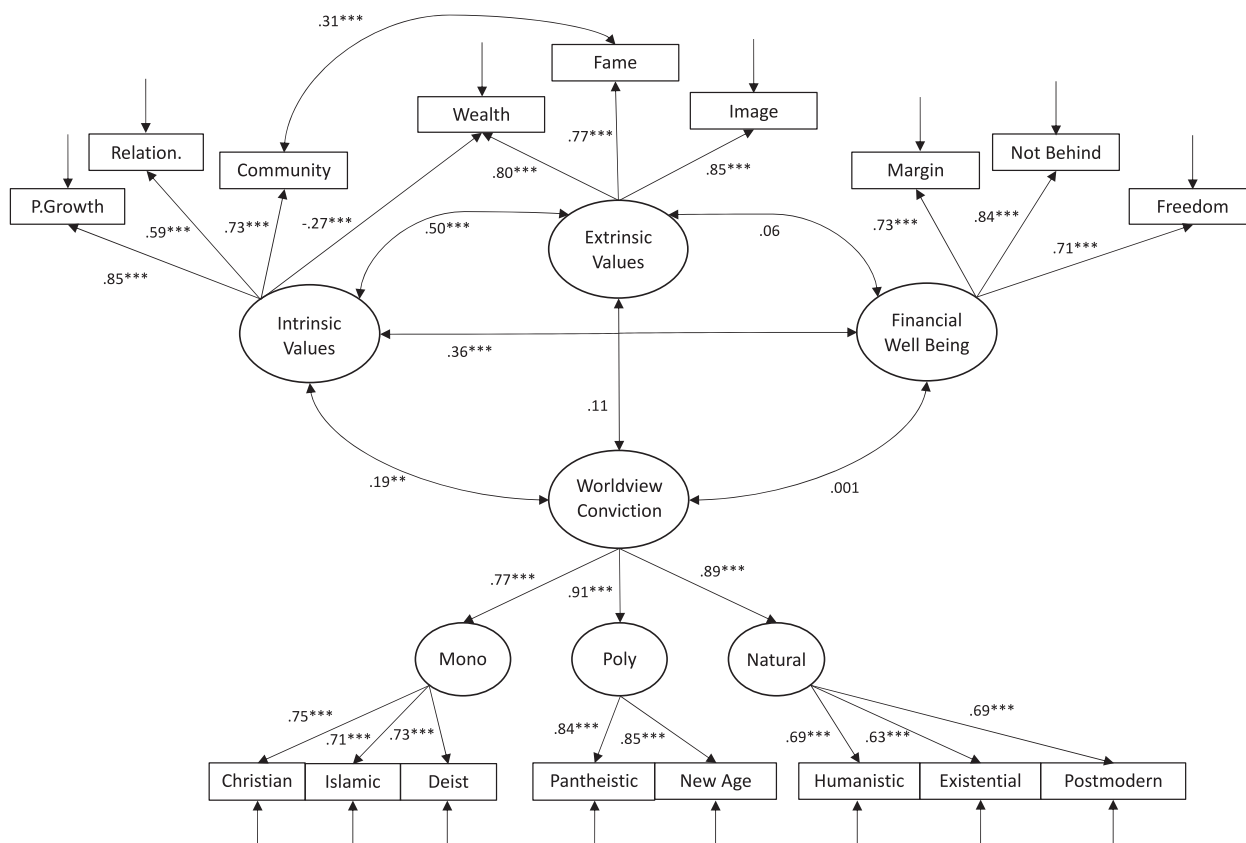 .31***
Fame
Wealth
Image
.77***
Relation.
Community
Margin
Not Behind
P.Growth
.80***
.85***
Freedom
.59***
.73***
-.27***
.50***
Extrinsic
Values
.06
.73***
.84***
.71***
.85***
Intrinsic
Values
Financial
Well Being
.36***
.11
.19**
Worldview
Conviction
.001
.77***
.91***
.89***
Mono
Poly
Natural
.75***
.71***
.73***
.84***
.85***
.69***
.63***
.69***
Christian
Islamic
Deist
Pantheistic
New Age
Humanistic
Existential
Postmodern